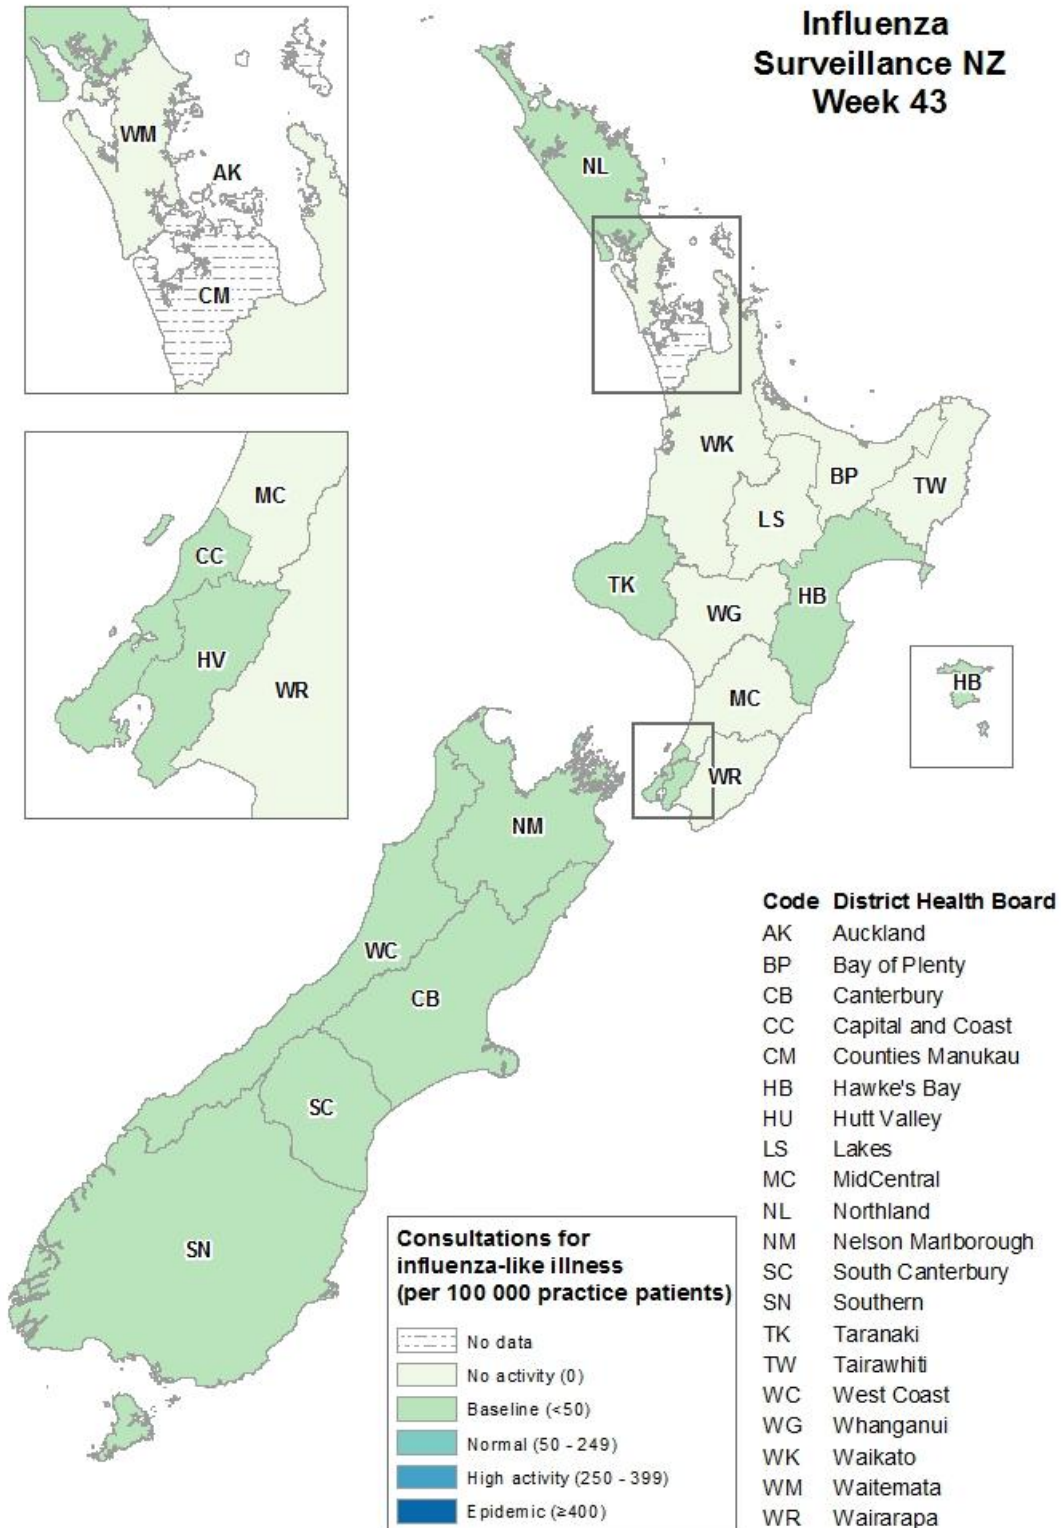 Influenza
Surveillance NZ
Week 43
WM
AK
CM
NL
WK
BP
TW
LS
TK
HB
WG
MC
WR
HB
MC
CC
HV
WR
NM
WC
CB
SC
SN
Code District Health Board
AK Auckland
BP Bay of Plenty
CB Canterbury
CC Capital and Coast
CM Counties Manukau
HB Hawke's Bay
HU Hutt Valley
LS Lakes
MC MidCentral
NL Northland
NM Nelson Marlborough
SC South Canterbury
SN Southern
TK Taranaki
TW Tairawhiti
WC West Coast
WG Whanganui
WK Waikato
WM Waitemata
WR Wairarapa
Consultations for
influenza-like illness
(per 100 000 practice patients)
No data
No activity (0)
Baseline (<50)
Normal (50 - 249)
High activity (250 - 399)
Epidemic (≥400)